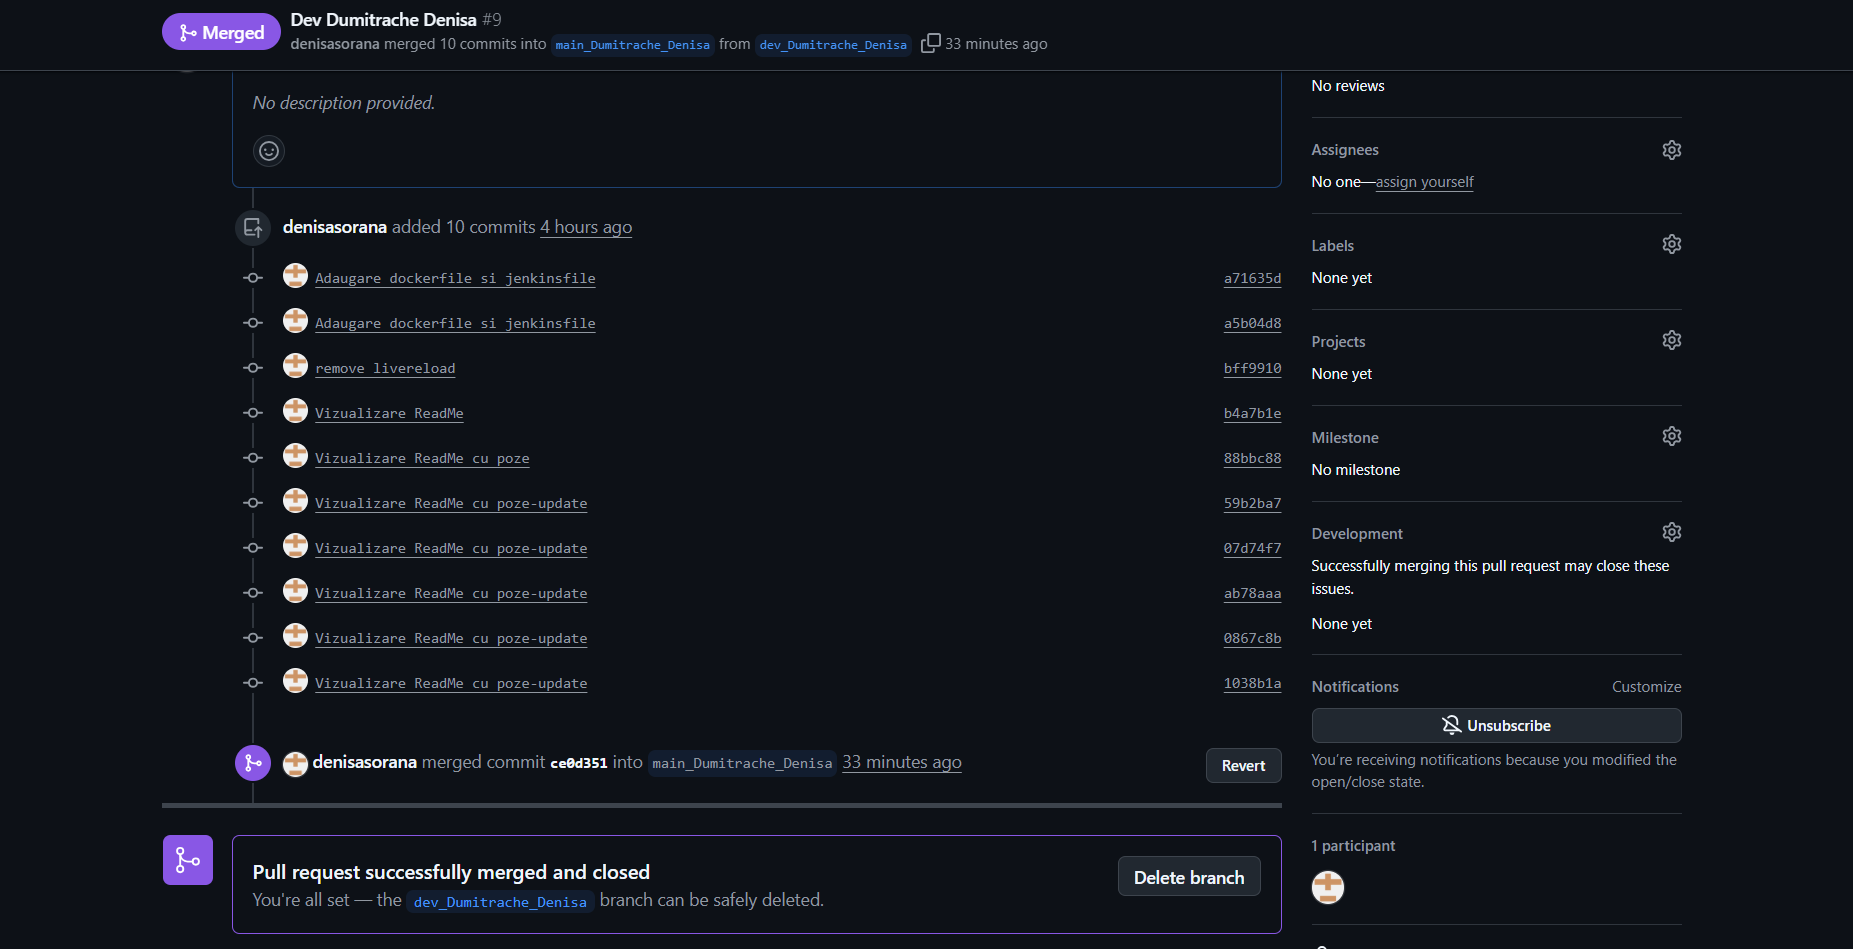 Merged
Dev Dumitrache Denisa #9
denisasorana merged 10 commits into main_Dumitrache_Denisa from dev_Dumitrache_Denisa 33 minutes ago
No description provided.
denisasorana added 10 commits 4 hours ago
Adaugare dockerfile si jenkinsfile a71635d
Adaugare dockerfile si jenkinsfile a5b04d8
remove livereload bff9910
Vizualizare ReadMe b4a7b1e
Vizualizare ReadMe cu poze 88bbc88
Vizualizare ReadMe cu poze-update 59b2ba7
Vizualizare ReadMe cu poze-update 07d74f7
Vizualizare ReadMe cu poze-update ab78aaa
Vizualizare ReadMe cu poze-update 0867c8b
Vizualizare ReadMe cu poze-update 1038b1a
denisasorana merged commit ce0d351 into main_Dumitrache_Denisa 33 minutes ago
Revert
Pull request successfully merged and closed
You're all set — the dev_Dumitrache_Denisa branch can be safely deleted.
Delete branch
No reviews
Assignees
No one—assign yourself
Labels
None yet
Projects
None yet
Milestone
No milestone
Development
Successfully merging this pull request may close these
issues.
None yet
Notifications
Customize
Unsubscribe
You're receiving notifications because you modified the
open/close state.
1 participant